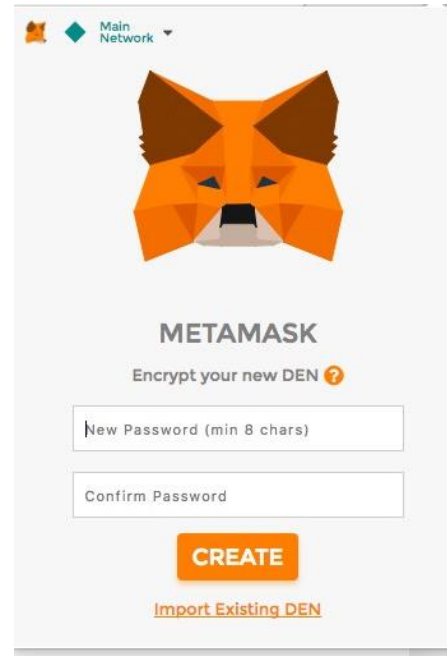 Main
Network
METAMASK
Encrypt your new DEN ?
New Password (min 8 chars)
Confirm Password
CREATE
Import Existing DEN